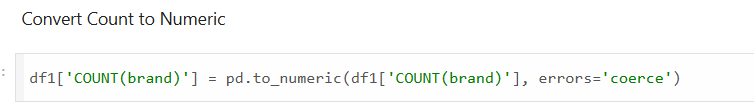 Convert Count to Numeric
: df1['COUNT(brand)'] = pd.to_numeric(df1['COUNT(brand)'], errors='coerce')